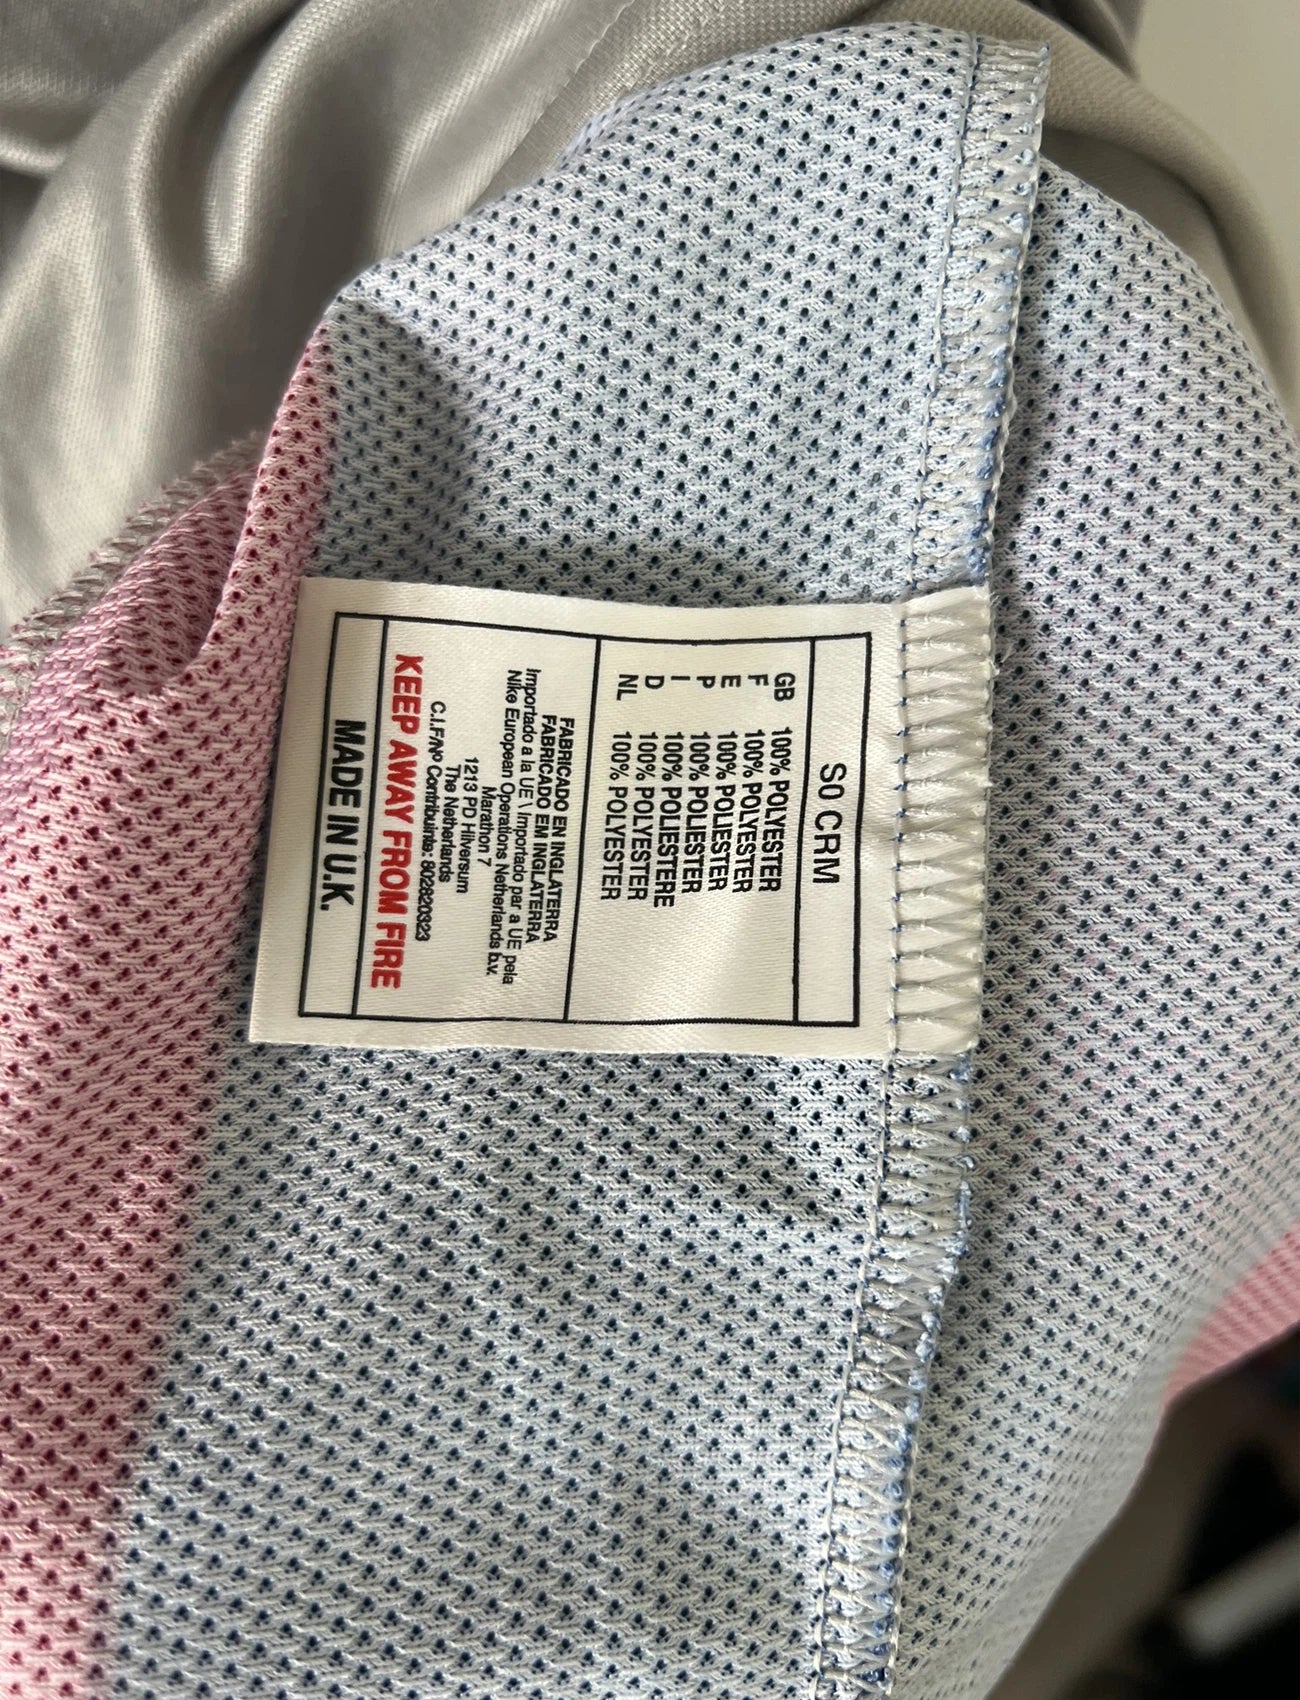 S0 CRM
GB 100% POLYESTER
F 100% POLYESTER
E 100% POLIESTER
P 100% POLIESTER
I 100% POLIESTERE
D 100% POLYESTER
NL 100% POLYESTER
FABRICADO EN INGLATERRA
FABRICADO EM INGLATERRA
Importado a la UE \ Importado par a UE pela
Nike European Operations Netherlands b.v.
Marathon 7
1213 PD Hilversum
The Netherlands
C.I.F/Nº Contribuinte: 802820323
KEEP AWAY FROM FIRE
MADE IN U.K.